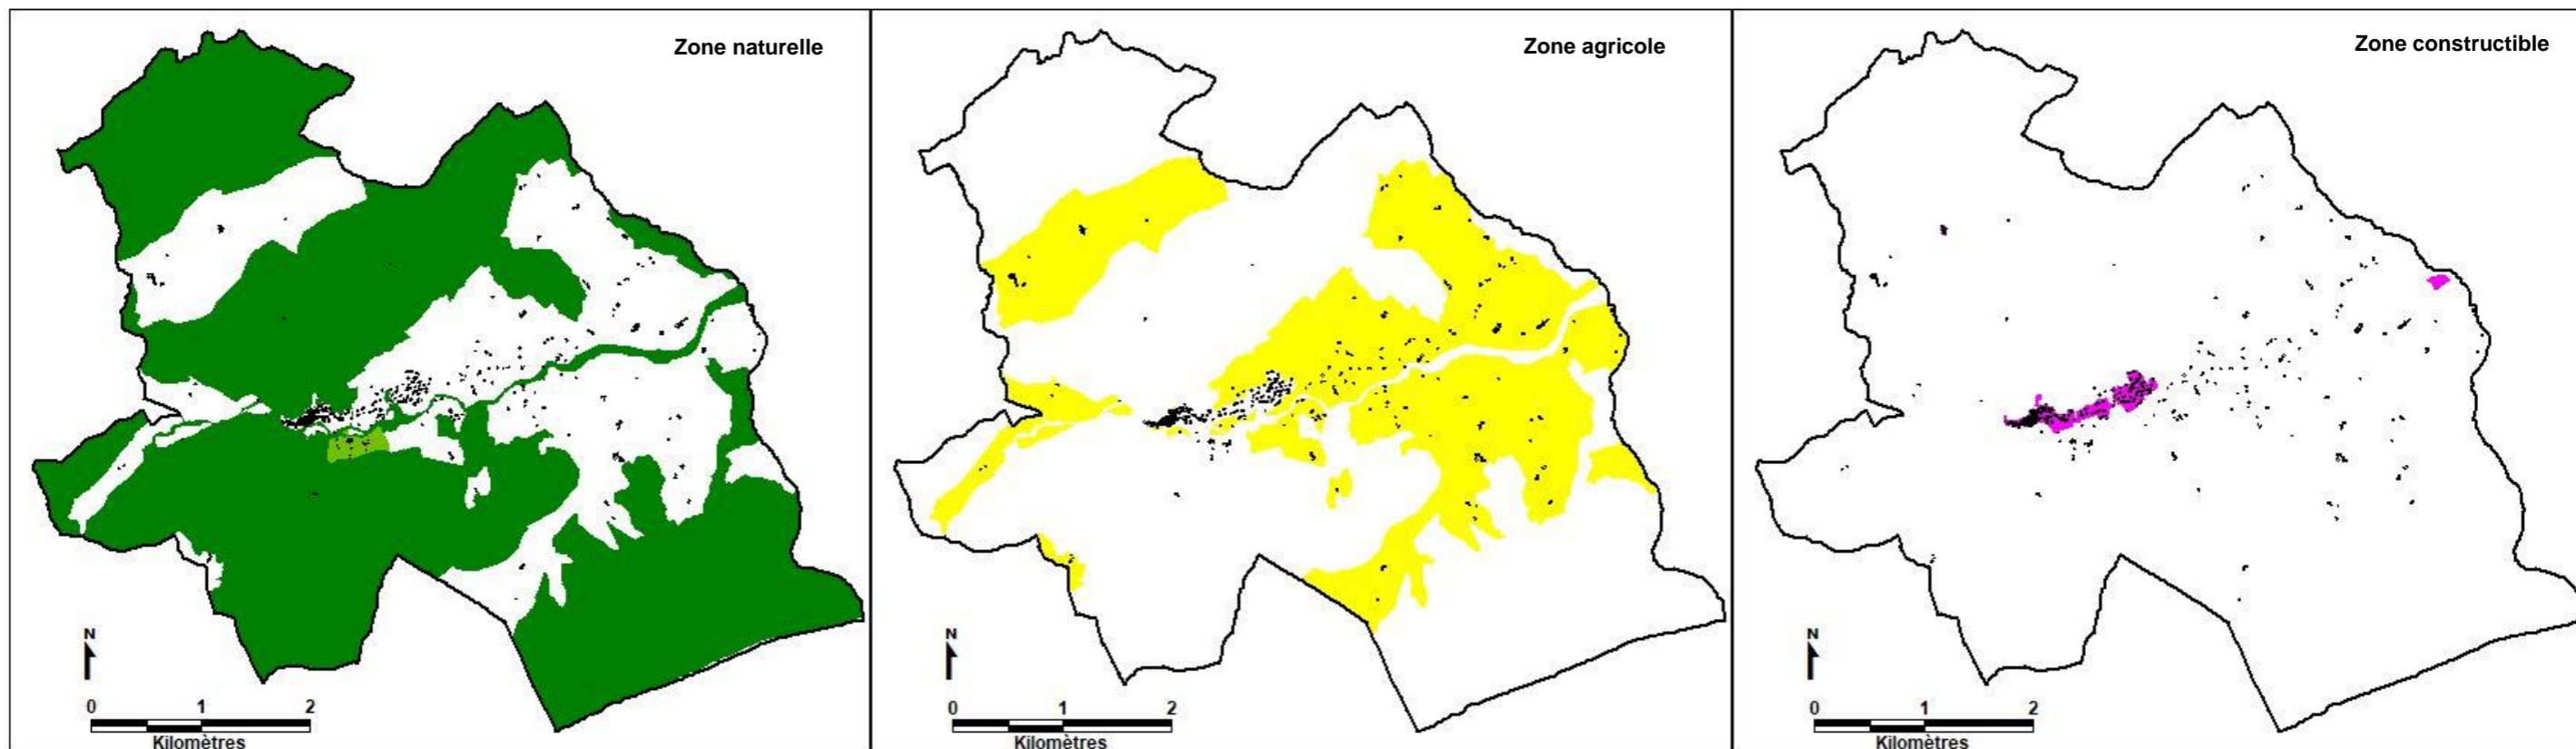 Zone naturelle
N
0 1 2
Kilomètres
Zone agricole
N
0 1 2
Kilomètres
Zone constructible
N
0 1 2
Kilomètres